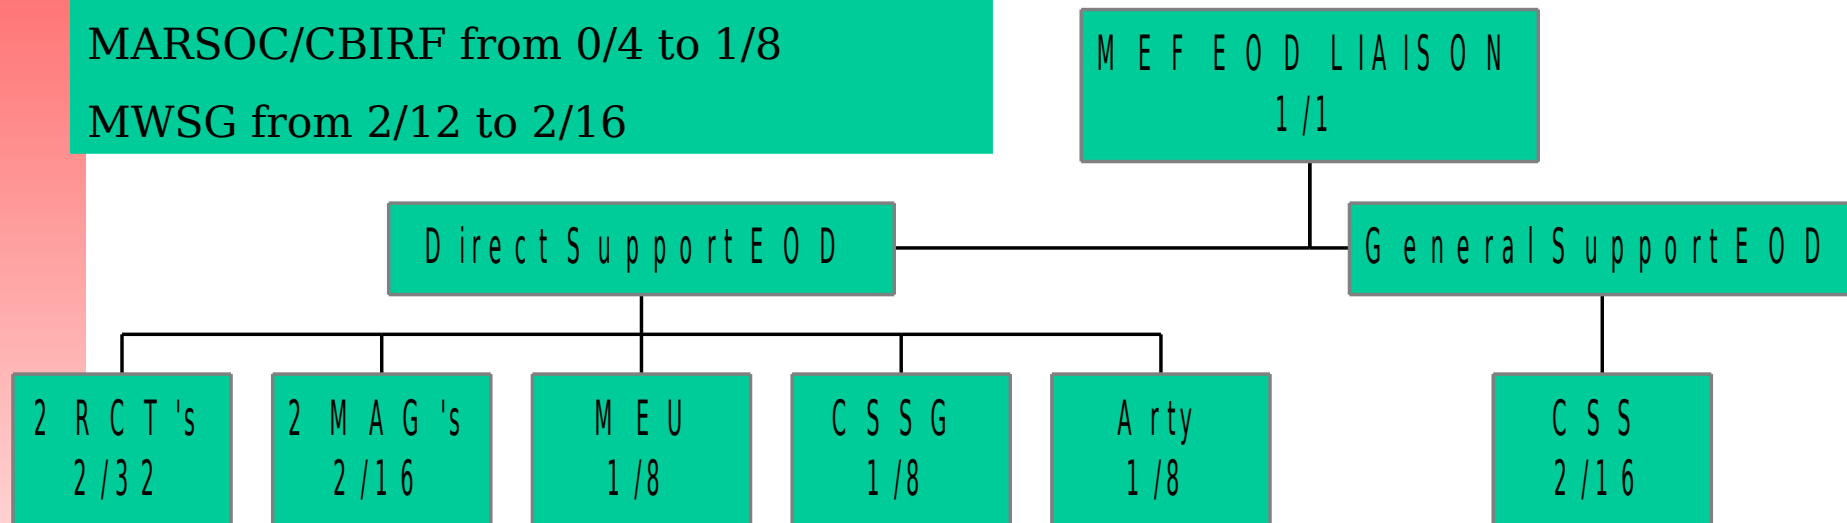 MARSOC/CBIRF from 0/4 to 1/8
MWSG from 2/12 to 2/16
MEF EOD LIAISON
1/1
Direct Support EOD
General Support EOD
2 RCT's
2/32
2 MAG's
2/16
MEU
1/8
CSSG
1/8
Arty
1/8
CSS
2/16